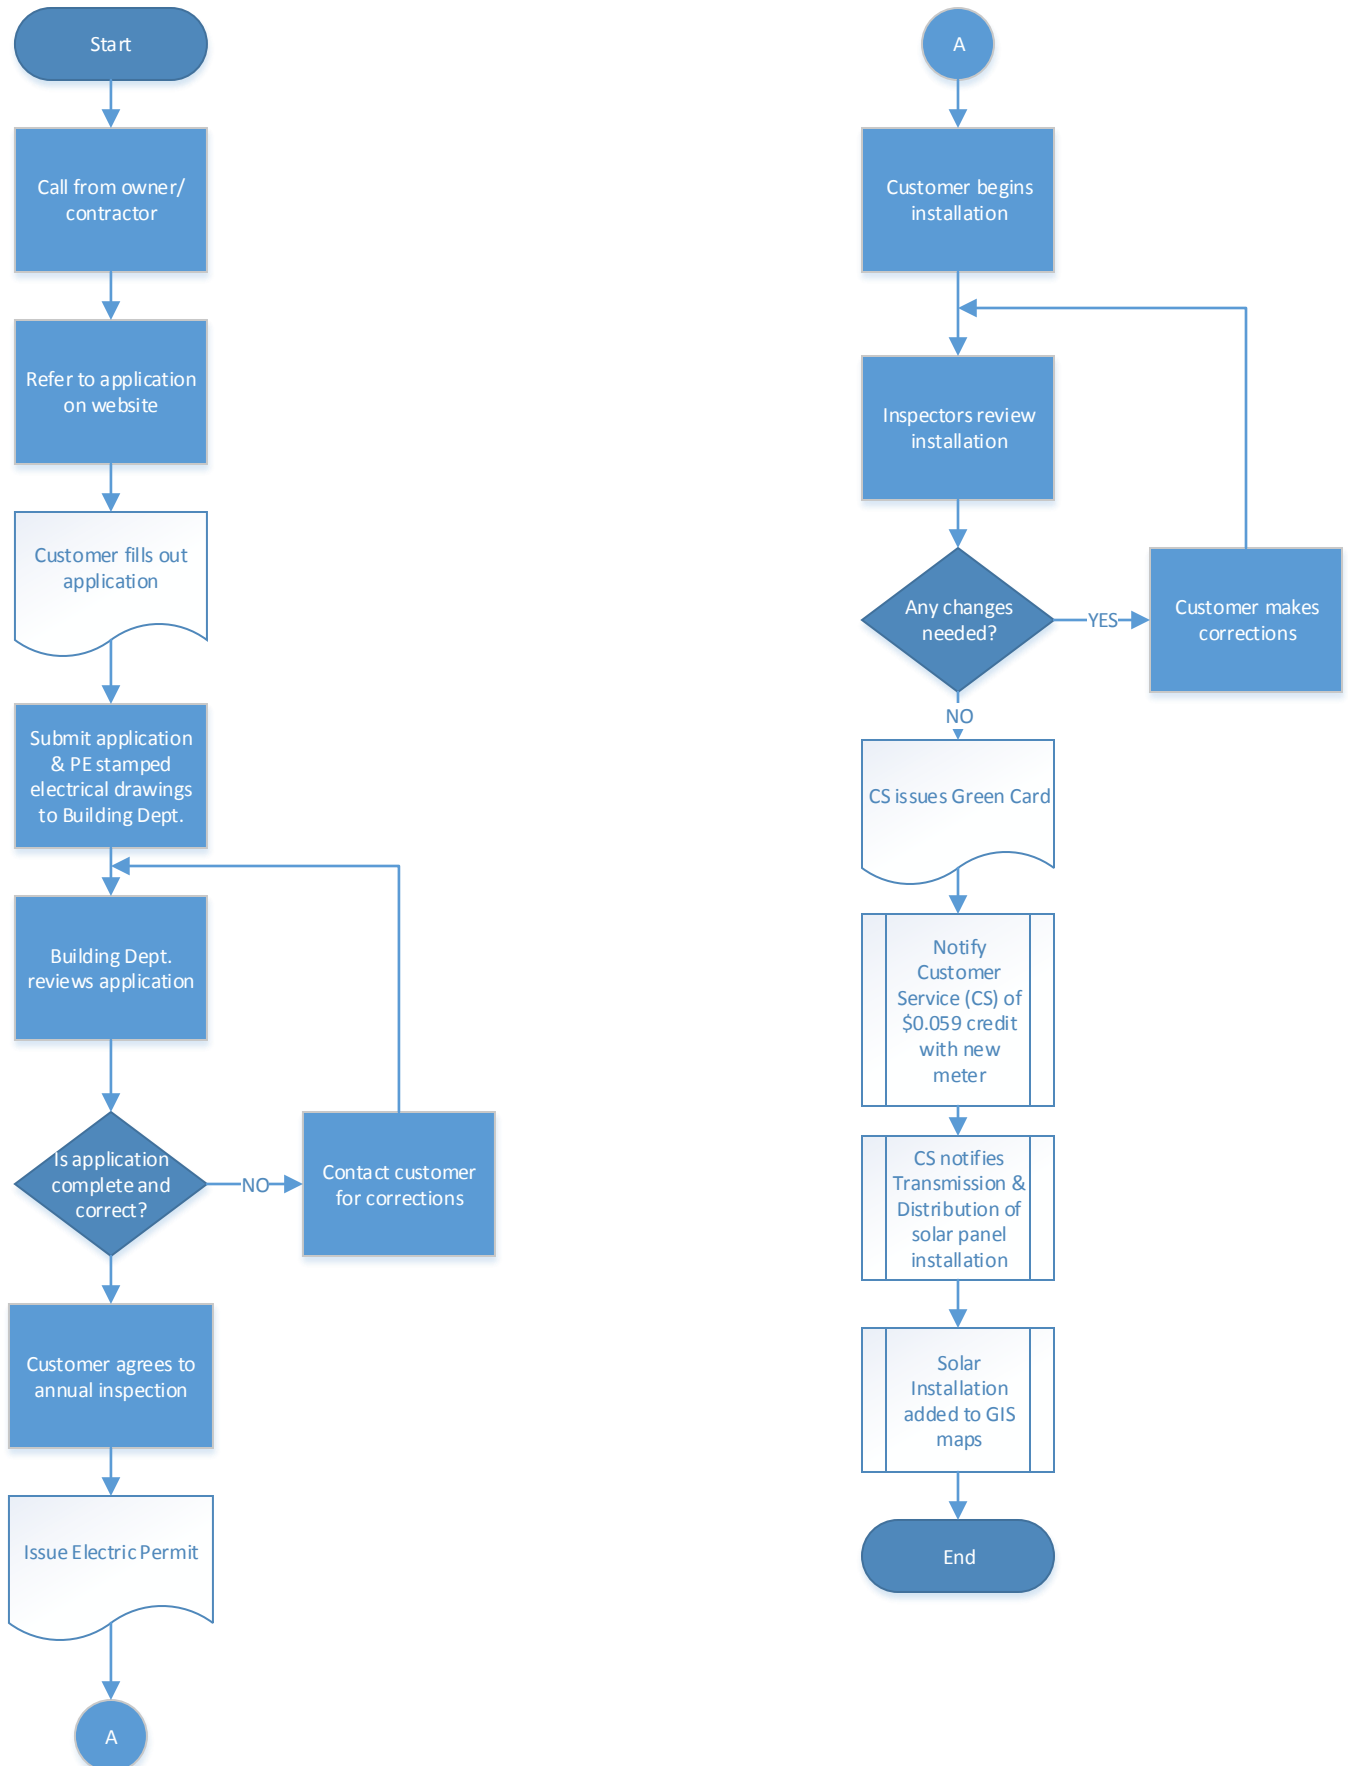 Start
Call from owner/
contractor
Refer to application
on website
Customer fills out
application
Submit application
& PE stamped
electrical drawings
to Building Dept.
Building Dept.
reviews application
Is application
complete and
correct?
NO
Contact customer
for corrections
Customer agrees to
annual inspection
Issue Electric Permit
A
A
Customer begins
installation
Inspectors review
installation
Any changes
needed?
YES
Customer makes
corrections
NO
CS issues Green Card
Notify
Customer
Service (CS) of
$0.059 credit
with new
meter
CS notifies
Transmission &
Distribution of
solar panel
installation
Solar
Installation
added to GIS
maps
End